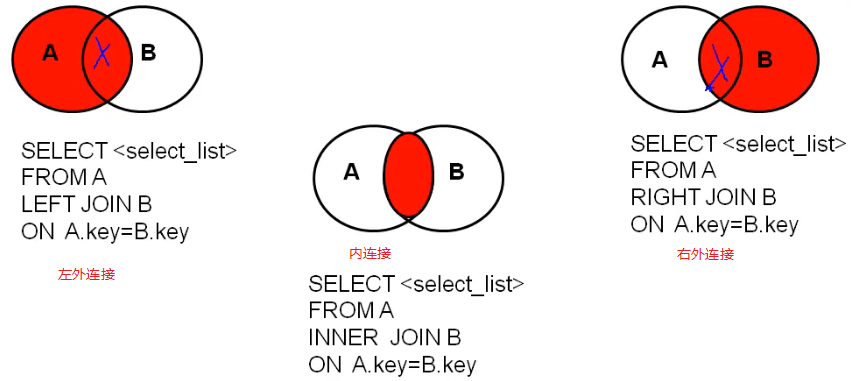 A B
SELECT <select_list>
FROM A
LEFT JOIN B
ON A.key=B.key
左外连接
A B
内连接
SELECT <select_list>
FROM A
INNER JOIN B
ON A.key=B.key
A B
SELECT <select_list>
FROM A
RIGHT JOIN B
ON A.key=B.key
右外连接